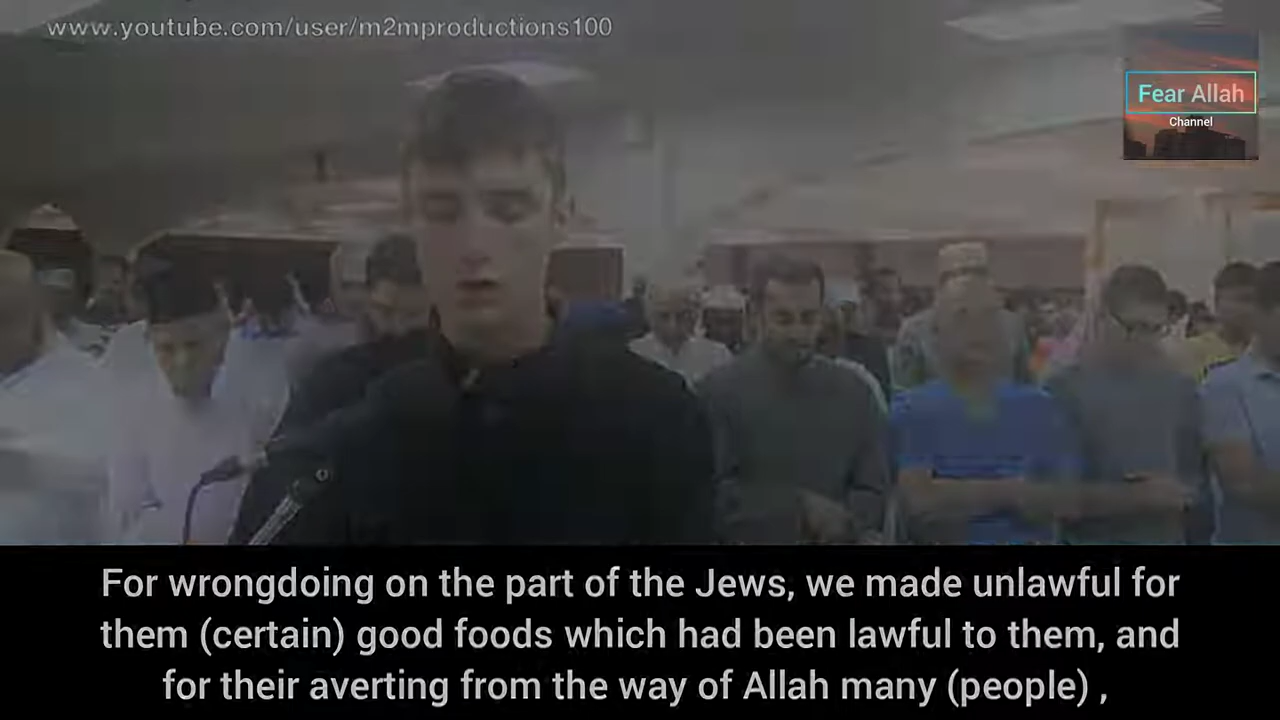 www.youtube.com/user/m2mproductions100
Fear Allah
Channel
For wrongdoing on the part of the Jews, we made unlawful for
them (certain) good foods which had been lawful to them, and
for their averting from the way of Allah many (people) ,